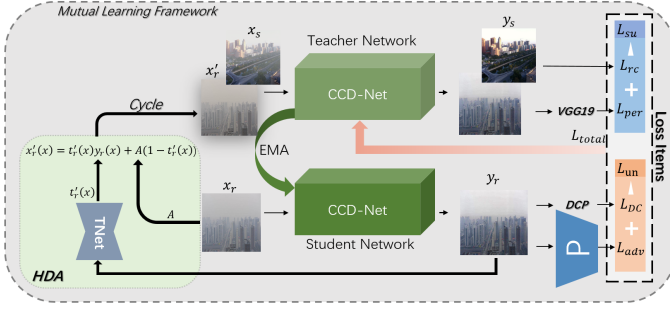 Mutual Learning Framework
x_s
y_s
L_su
Teacher Network
x'_r
L_rc
CCD-Net
Cycle
+
VGG19
L_per
x'_r(x) = t'_r(x)y_r(x) + A(1 − t'_r(x))
EMA
L_total
Loss Items
t'_r(x)
x_r
y_r
L_un
A
CCD-Net
DCP
L_DC
TNet
+
Student Network
P
L_adv
HDA